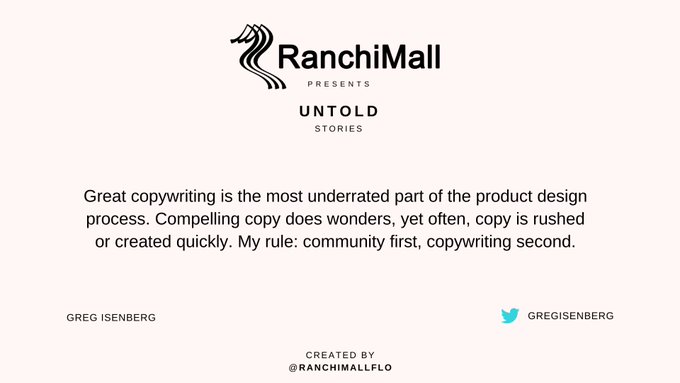 RanchiMall
PRESENTS
UNTOLD
STORIES
Great copywriting is the most underrated part of the product design
process. Compelling copy does wonders, yet often, copy is rushed
or created quickly. My rule: community first, copywriting second.
GREG ISENBERG
GREGISENBERG
CREATED BY
@RANCHIMALLFLO